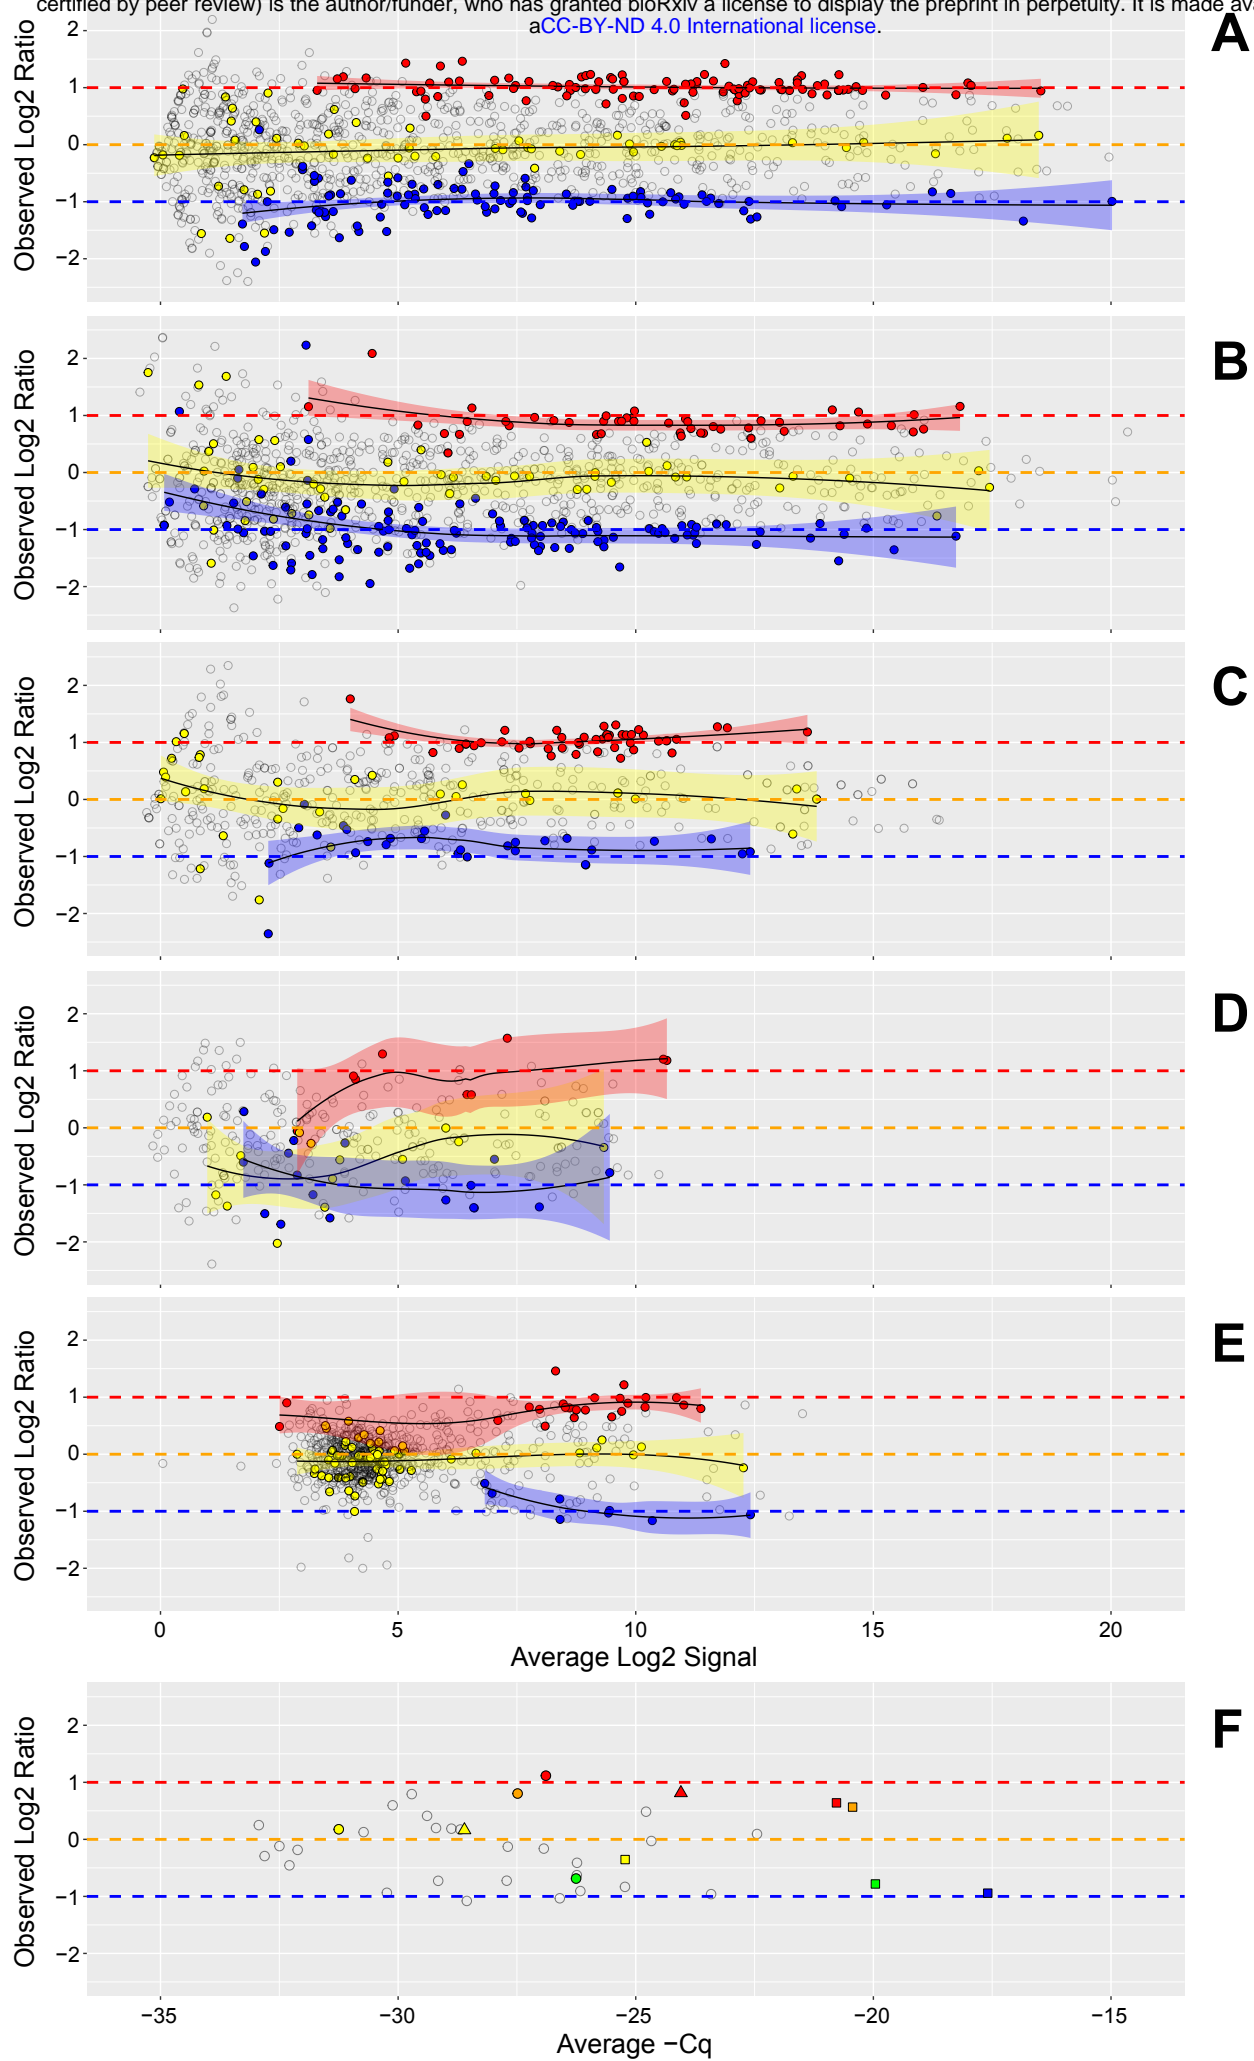 certified by peer review) is the author/funder, who has granted bioRxiv a license to display the preprint in perpetuity. It is made
aCC-BY-ND 4.0 International license.
A
Observed Log2 Ratio
2
1
0
−1
−2
B
Observed Log2 Ratio
2
1
0
−1
−2
C
Observed Log2 Ratio
2
1
0
−1
−2
D
Observed Log2 Ratio
2
1
0
−1
−2
E
Observed Log2 Ratio
2
1
0
−1
−2
0 5 10 15 20
Average Log2 Signal
F
Observed Log2 Ratio
2
1
0
−1
−2
−35 −30 −25 −20 −15
Average −Cq